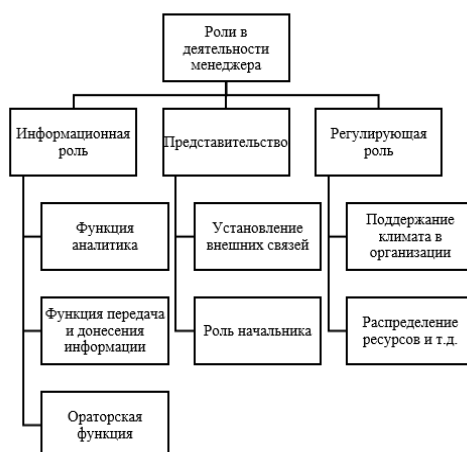 Роли в
деятельности
менеджера
Информационная
роль
Представительство
Регулирующая
роль
Функция
аналитика
Установление
внешних связей
Поддержание
климата в
организации
Функция передача
и донесения
информации
Роль начальника
Распределение
ресурсов и т.д.
Ораторская
функция